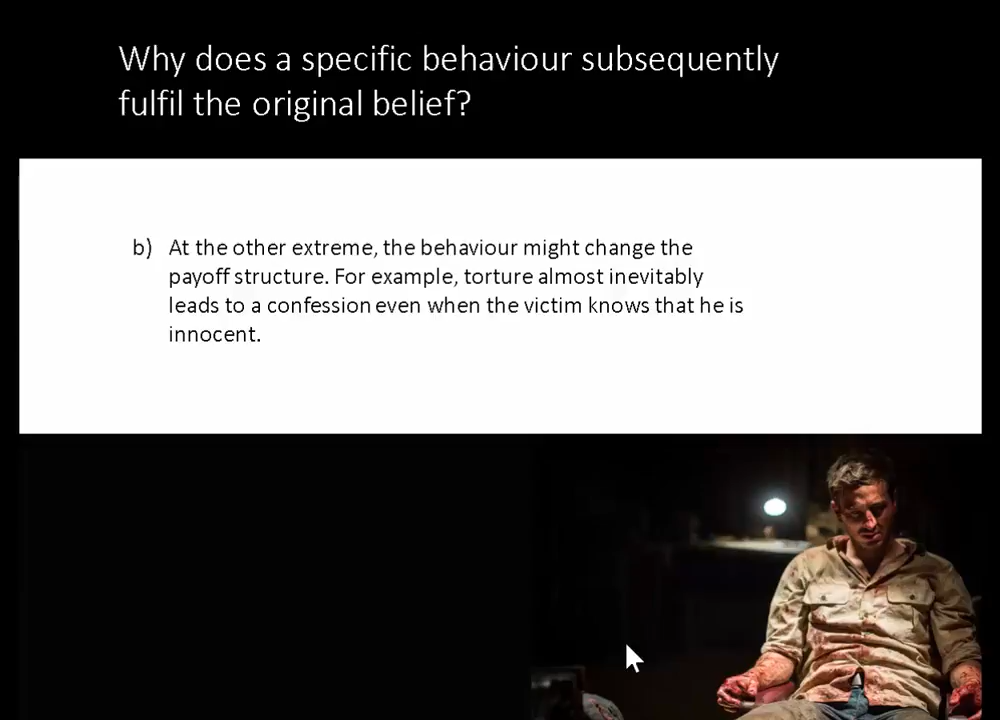 Why does a specific behaviour subsequently
fulfil the original belief?
b) At the other extreme, the behaviour might change the
payoff structure. For example, torture almost inevitably
leads to a confession even when the victim knows that he is
innocent.